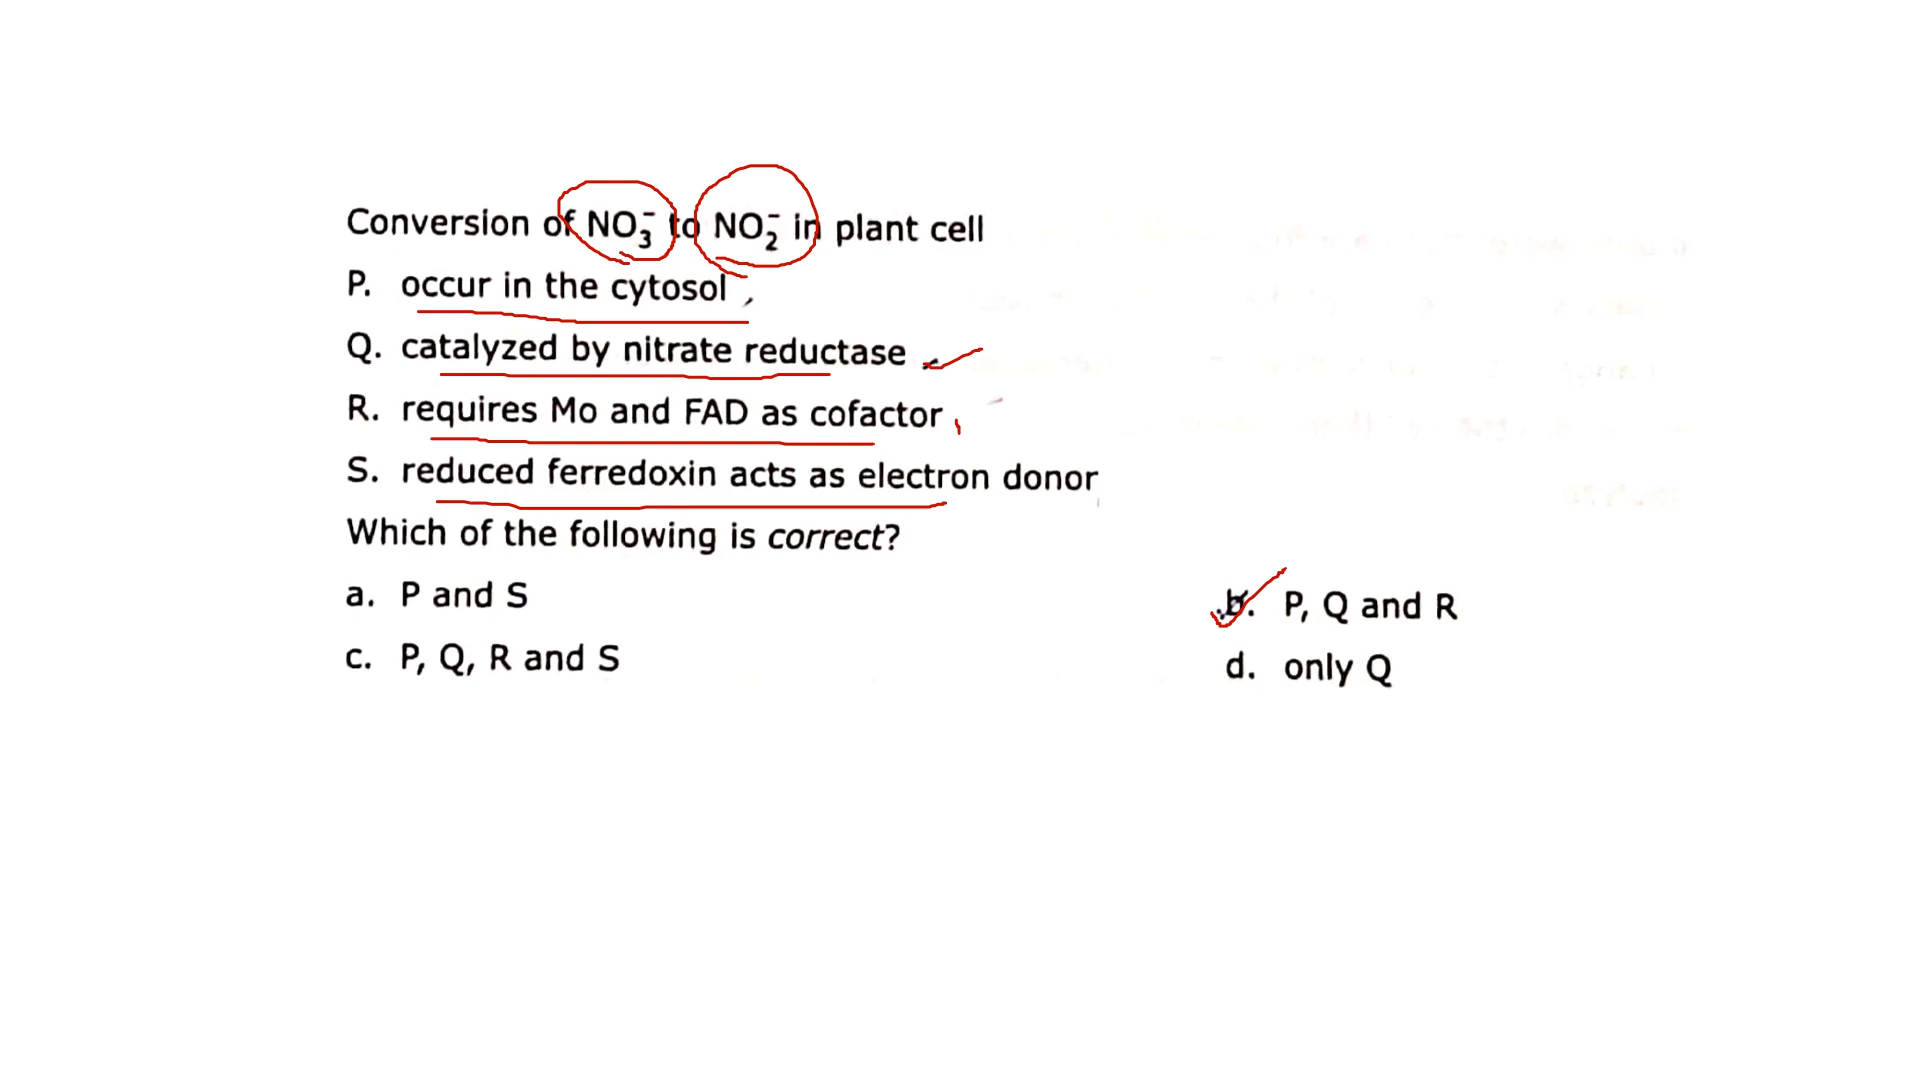 Conversion of NO₃⁻ to NO₂⁻ in plant cell
P. occur in the cytosol
Q. catalyzed by nitrate reductase
R. requires Mo and FAD as cofactor
S. reduced ferredoxin acts as electron donor
Which of the following is correct?
a. P and S
b. P, Q and R
c. P, Q, R and S
d. only Q